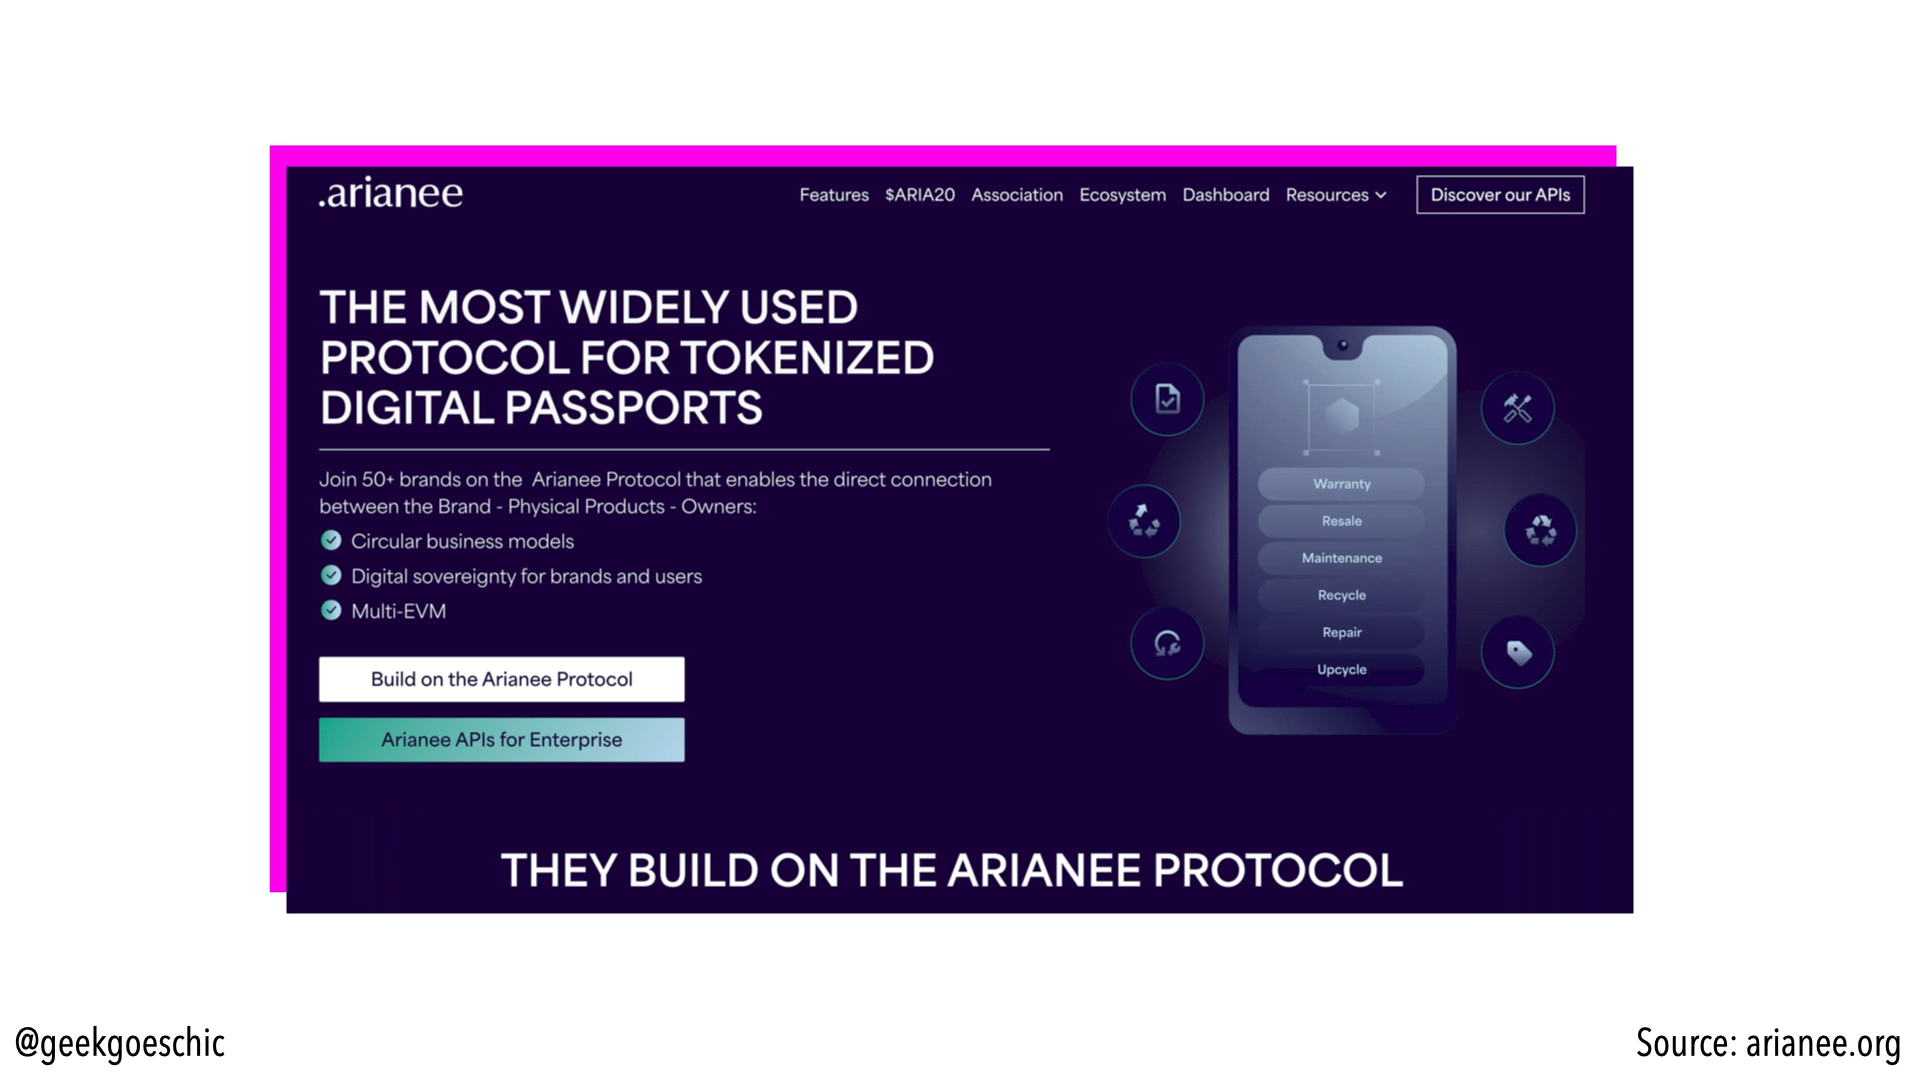 .arianee
Features $ARIA20 Association Ecosystem Dashboard Resources Discover our APIs
THE MOST WIDELY USED
PROTOCOL FOR TOKENIZED
DIGITAL PASSPORTS
Join 50+ brands on the Arianee Protocol that enables the direct connection
between the Brand - Physical Products - Owners:
Circular business models
Digital sovereignty for brands and users
Multi-EVM
Build on the Arianee Protocol
Arianee APIs for Enterprise
Warranty
Resale
Maintenance
Recycle
Repair
Upcycle
THEY BUILD ON THE ARIANEE PROTOCOL
@geekgoeschic
Source: arianee.org